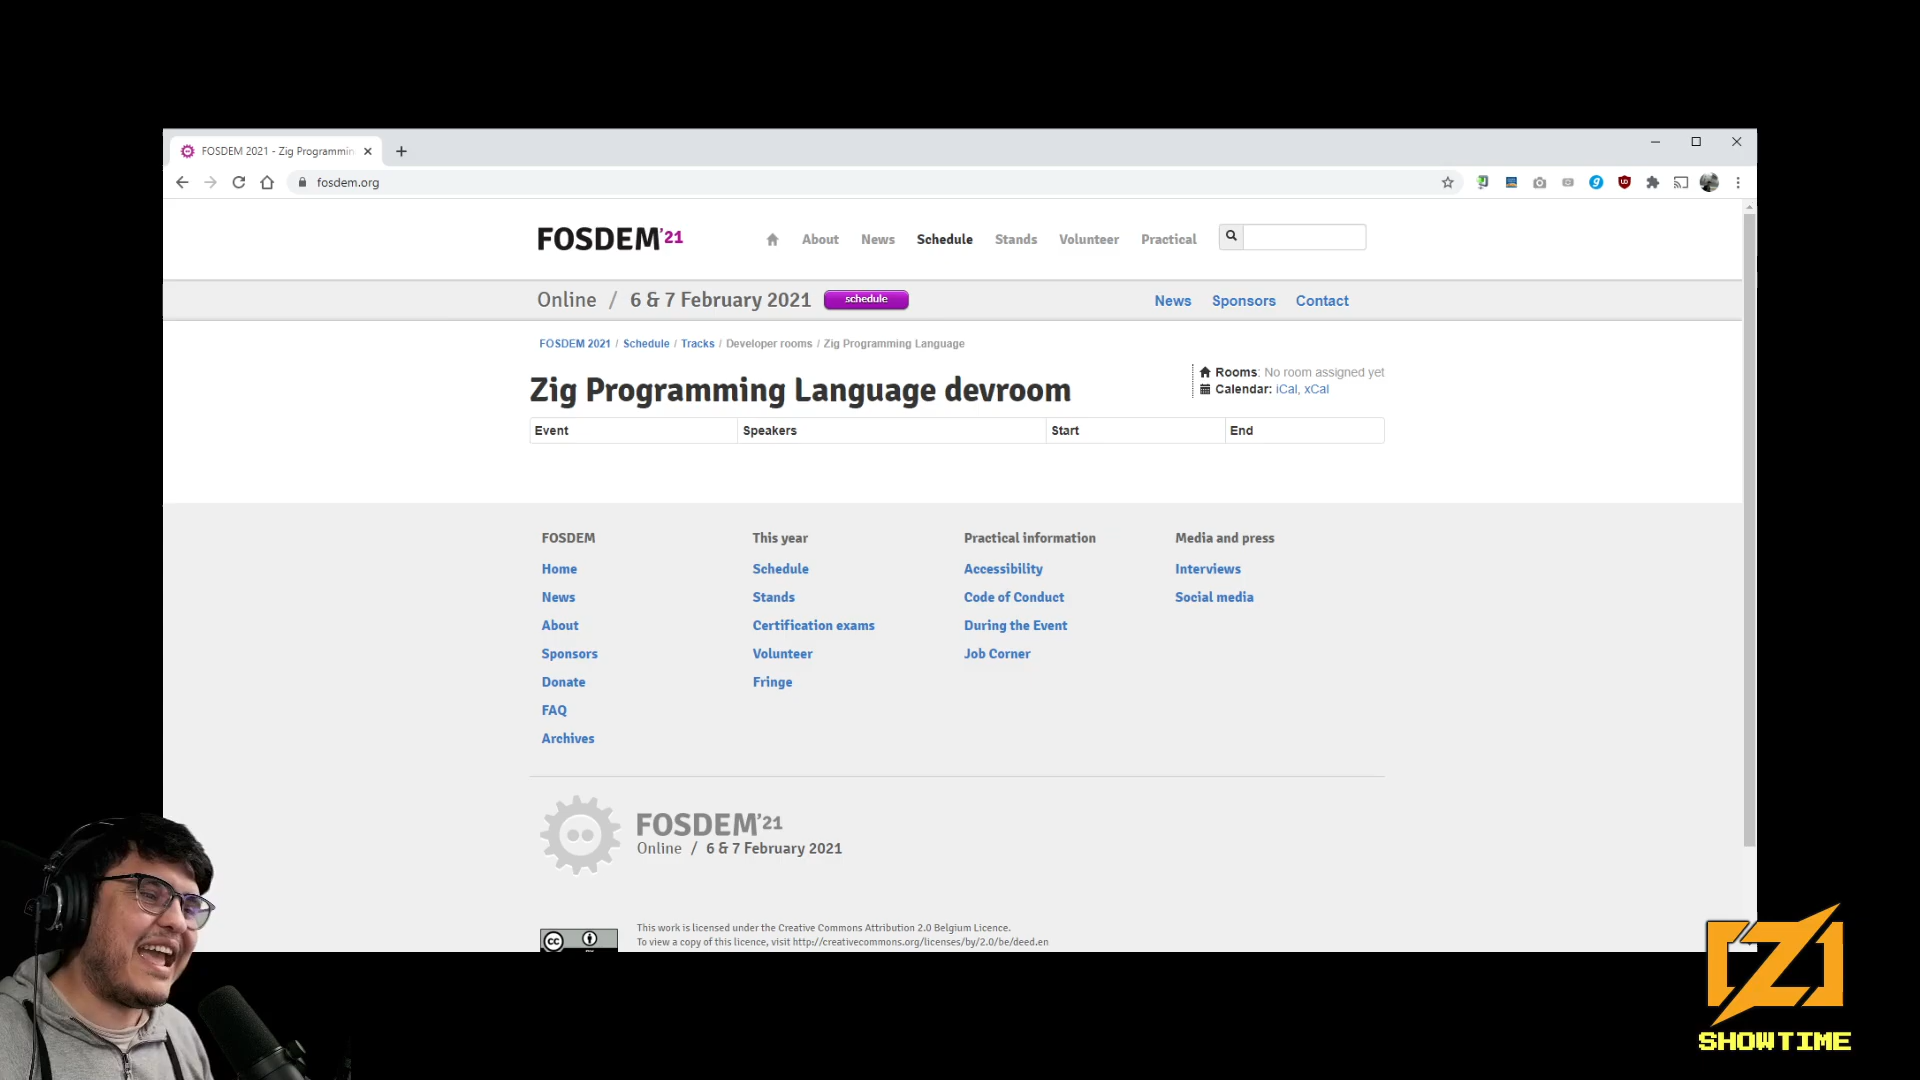 FOSDEM 2021 - Zig Programmin
fosdem.org
FOSDEM'21
About News Schedule Stands Volunteer Practical
Online / 6 & 7 February 2021 schedule
News Sponsors Contact
FOSDEM 2021 / Schedule / Tracks / Developer rooms / Zig Programming Language
Rooms: No room assigned yet
Calendar: iCal, xCal
Zig Programming Language devroom
Event Speakers Start End
FOSDEM
Home
News
About
Sponsors
Donate
FAQ
Archives
This year
Schedule
Stands
Certification exams
Volunteer
Fringe
Practical information
Accessibility
Code of Conduct
During the Event
Job Corner
Media and press
Interviews
Social media
FOSDEM'21
Online / 6 & 7 February 2021
cc
This work is licensed under the Creative Commons Attribution 2.0 Belgium Licence.
To view a copy of this licence, visit http://creativecommons.org/licenses/by/2.0/be/deed.en
Z
SHOWTIME